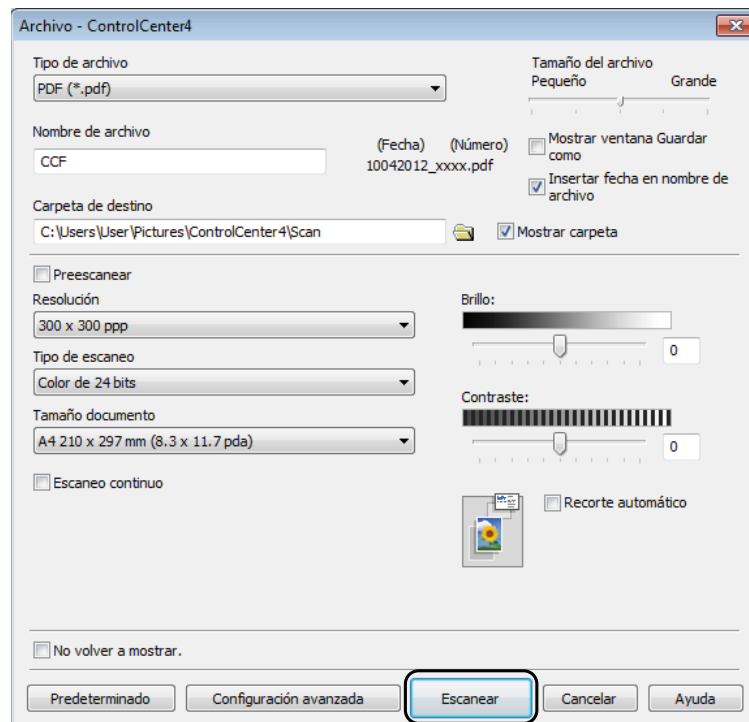 Archivo - ControlCenter4
Tipo de archivo
PDF (*.pdf)
Tamaño del archivo
Pequeño Grande
Nombre de archivo
CCF
(Fecha) (Número)
10042012_xxxx.pdf
Mostrar ventana Guardar
como
Insertar fecha en nombre de
archivo
Carpeta de destino
C:\Users\User\Pictures\ControlCenter4\Scan
Mostrar carpeta
Preescanear
Resolución
300 x 300 ppp
Tipo de escaneo
Color de 24 bits
Tamaño documento
A4 210 x 297 mm (8.3 x 11.7 pda)
Escaneo continuo
Brillo:
0
Contraste:
0
Recorte automático
No volver a mostrar.
Predeterminado Configuración avanzada Escanear Cancelar Ayuda